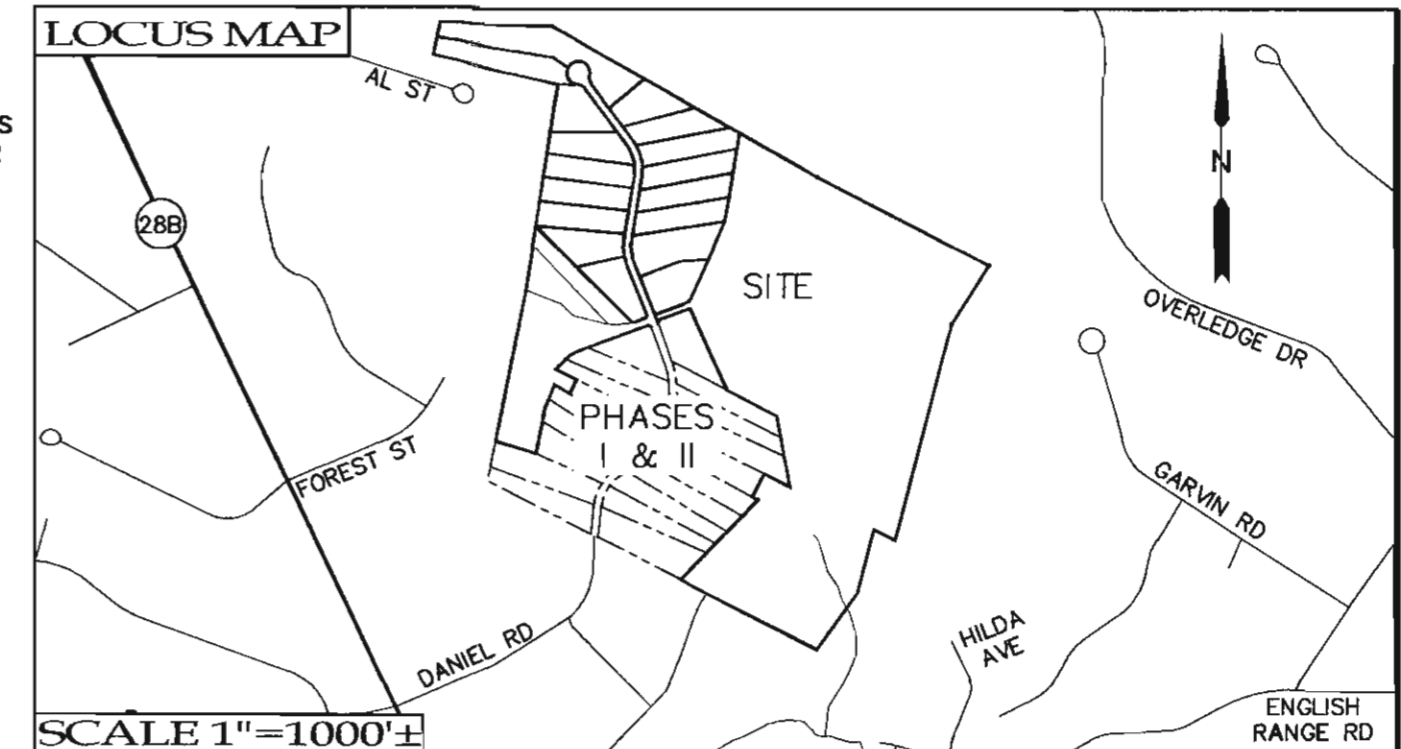 LOCUS MAP
AL ST
S
28B
N
SITE
OVERLEDGE DR
PHASES
I & II
FOREST ST
GARVIN RD
DANIEL RD
HILDA
AVE
ENGLISH
RANGE RD
SCALE 1"=1000'±